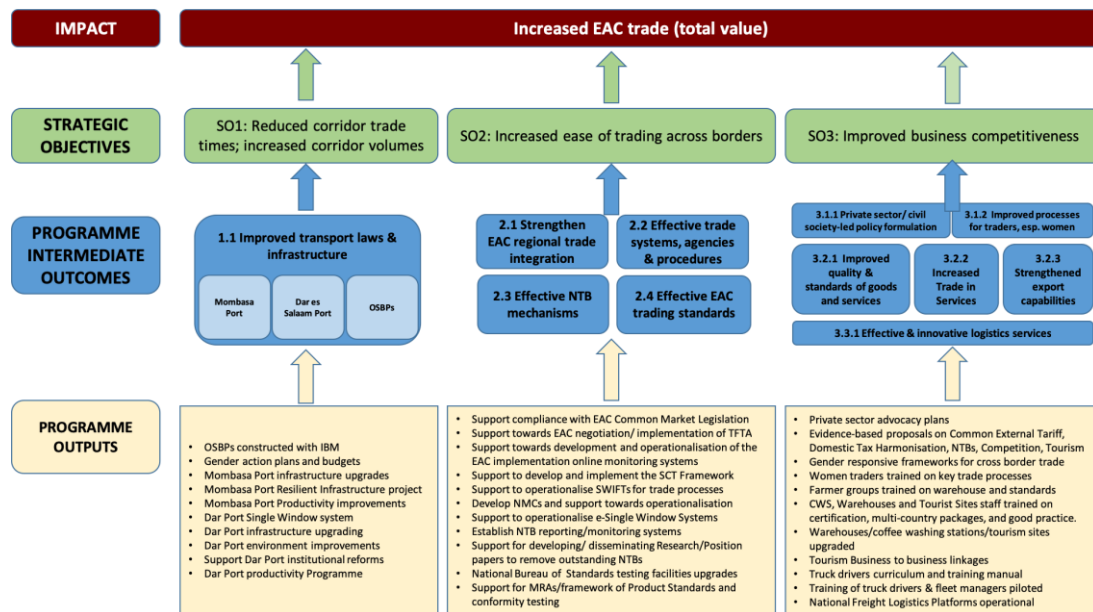 IMPACT
Increased EAC trade (total value)
STRATEGIC
OBJECTIVES
SO1: Reduced corridor trade
times; increased corridor volumes
SO2: Increased ease of trading across borders
SO3: Improved business competitiveness
PROGRAMME
INTERMEDIATE
OUTCOMES
1.1 Improved transport laws &
infrastructure
Mombasa
Port
Dar es
Salaam Port
OSBPs
2.1 Strengthen
EAC regional trade
integration
2.2 Effective trade
systems, agencies
& procedures
2.3 Effective NTB
mechanisms
2.4 Effective EAC
trading standards
3.1.1 Private sector/ civil
society-led policy formulation
3.1.2 Improved processes
for traders, esp. women
3.2.1 Improved
quality &
standards of goods
and services
3.2.2
Increased
Trade in
Services
3.2.3
Strengthened
export
capabilities
3.3.1 Effective & innovative logistics services
PROGRAMME
OUTPUTS
• OSBPs constructed with IBM
• Gender action plans and budgets
• Mombasa Port infrastructure upgrades
• Mombasa Port Resilient Infrastructure project
• Mombasa Port Productivity improvements
• Dar Port Single Window system
• Dar Port infrastructure upgrading
• Dar Port environment improvements
• Support Dar Port institutional reforms
• Dar Port productivity Programme
• Support compliance with EAC Common Market Legislation
• Support towards EAC negotiation/ implementation of TFTA
• Support towards development and operationalisation of the
EAC implementation online monitoring systems
• Support to develop and implement the SCT Framework
• Support to operationalise SWIFTs for trade processes
• Develop NMCs and support towards operationalisation
• Support to operationalise e-Single Window Systems
• Establish NTB reporting/monitoring systems
• Support for developing/ disseminating Research/Position
papers to remove outstanding NTBs
• National Bureau of Standards testing facilities upgrades
• Support for MRAs/framework of Product Standards and
conformity testing
• Private sector advocacy plans
• Evidence-based proposals on Common External Tariff,
Domestic Tax Harmonisation, NTBs, Competition, Tourism
• Gender responsive frameworks for cross border trade
• Women traders trained on key trade processes
• Farmer groups trained on warehouse and standards
• CWS, Warehouses and Tourist Sites staff trained on
certification, multi-country packages, and good practice.
• Warehouses/coffee washing stations/tourism sites
upgraded
• Tourism Business to business linkages
• Truck drivers curriculum and training manual
• Training of truck drivers & fleet managers piloted
• National Freight Logistics Platforms operational